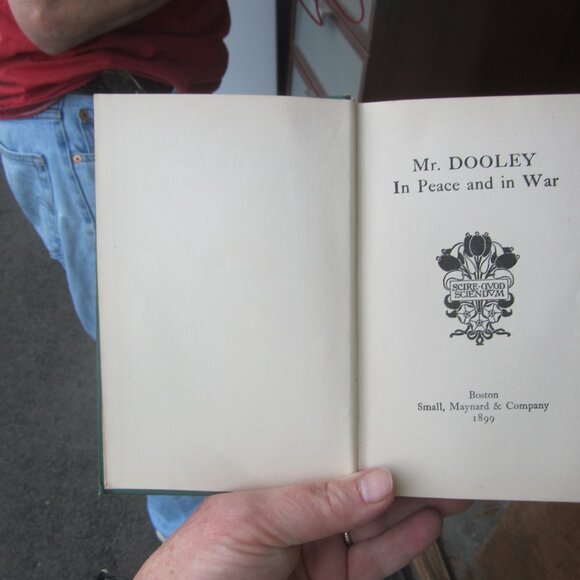 Mr. DOOLEY
In Peace and in War
SCIRE·QVOD
SCIENDVM
Boston
Small, Maynard & Company
1899